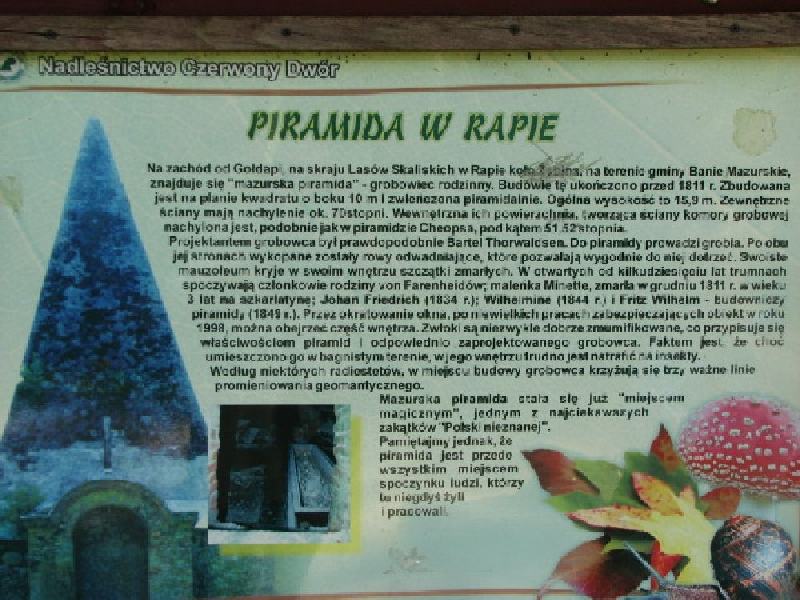 Nadleśnictwo Czerwony Dwór
PIRAMIDA W RAPIE
Na zachód od Gołdapi, na skraju Lasów Skaliskich w Rapie koło na terenie gminy Banie Mazurskie,
znajduje się "mazurska piramida" - grobowiec rodzinny. Budowle tę ukończono przed 1811 r. Zbudowana
jest na planie kwadratu o boku 10 m i zwieńczona piramidalnie. Ogólna wysokość to 15,9 m. Zewnętrzne
ściany mają nachylenie ok. 70stopni. Wewnętrzna ich powierzchnia, tworząca ściany komory grobowej
nachylona jest, podobnie jak w piramidzie Cheopsa, pod kątem 51.52'stopnia.
Projektantem grobowca był prawdopodobnie Bartel Thorwaldsen. Do piramidy prowadzi grobla. Po obu
jej stronach wykopane zostały rowy odwadniające, które pozwalają wygodnie do niej dotrzeć. Swoiste
mauzoleum kryje w swoim wnętrzu szczątki zmarłych. W otwartych od kilkudziesięciu lat trumnach
spoczywają członkowie rodziny von Farenheidów; maleńka Minette, zmarła w grudniu 1811 r. w wieku
3 lat na szkarlatynę; Johan Friedrich (1834 r.); Wilhelmine (1844 r.) i Fritz Wilhelm - budowniczy
piramidy (1849 r.). Przez okratowanie okna, po niewielkich pracach zabezpieczających obiekt w roku
1998, można obejrzeć część wnętrza. Zwłoki są niezwykle dobrze zmumifikowane, co przypisuje się
właściwościom piramid i odpowiednio zaprojektowanego grobowca. Faktem jest, że choć
umieszczono go w bagnistym terenie, w jego wnętrzu trudno jest natrafić na insekty.
Według niektórych radiestetów, w miejscu budowy grobowca krzyżują się trzy ważne linie
promieniowania geomantycznego.
Mazurska piramida stała się już "miejscem
magicznym", jednym z najciekawszych
zakątków "Polski nieznanej".
Pamiętajmy jednak, że
piramida jest przede
wszystkim miejscem
spoczynku ludzi, którzy
tu niegdyś żyli
i pracowali.